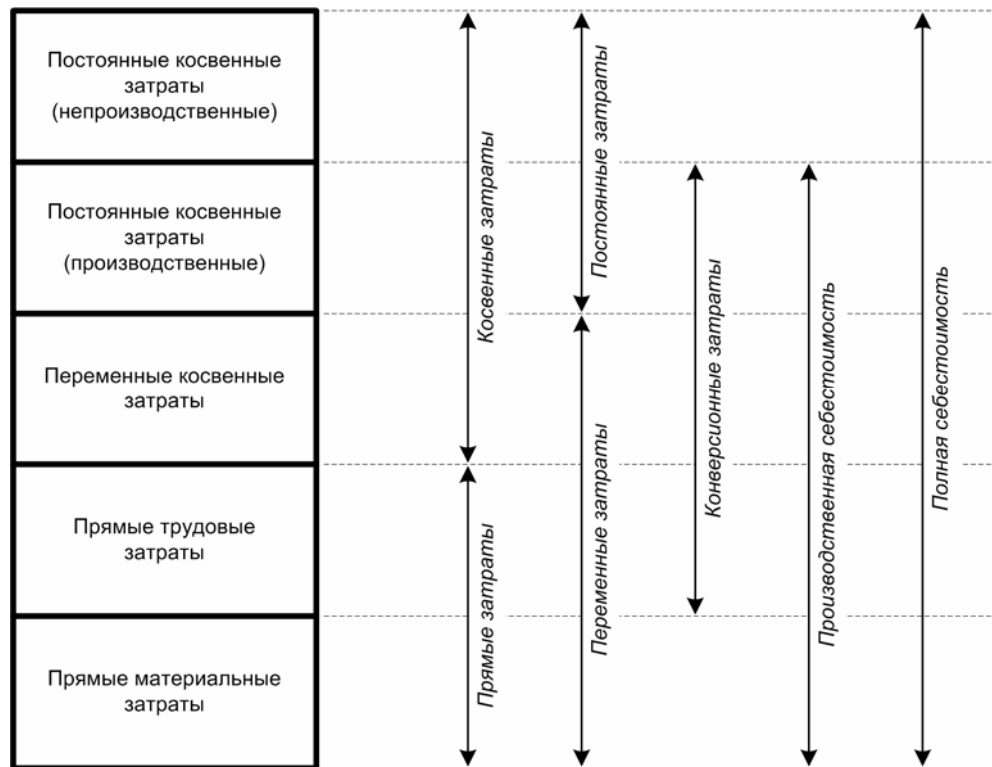 Постоянные косвенные
затраты
(непроизводственные)
Постоянные косвенные
затраты
(производственные)
Переменные косвенные
затраты
Прямые трудовые
затраты
Прямые материальные
затраты
Косвенные затраты
Прямые затраты
Постоянные затраты
Переменные затраты
Конверсионные затраты
Производственная себестоимость
Полная себестоимость